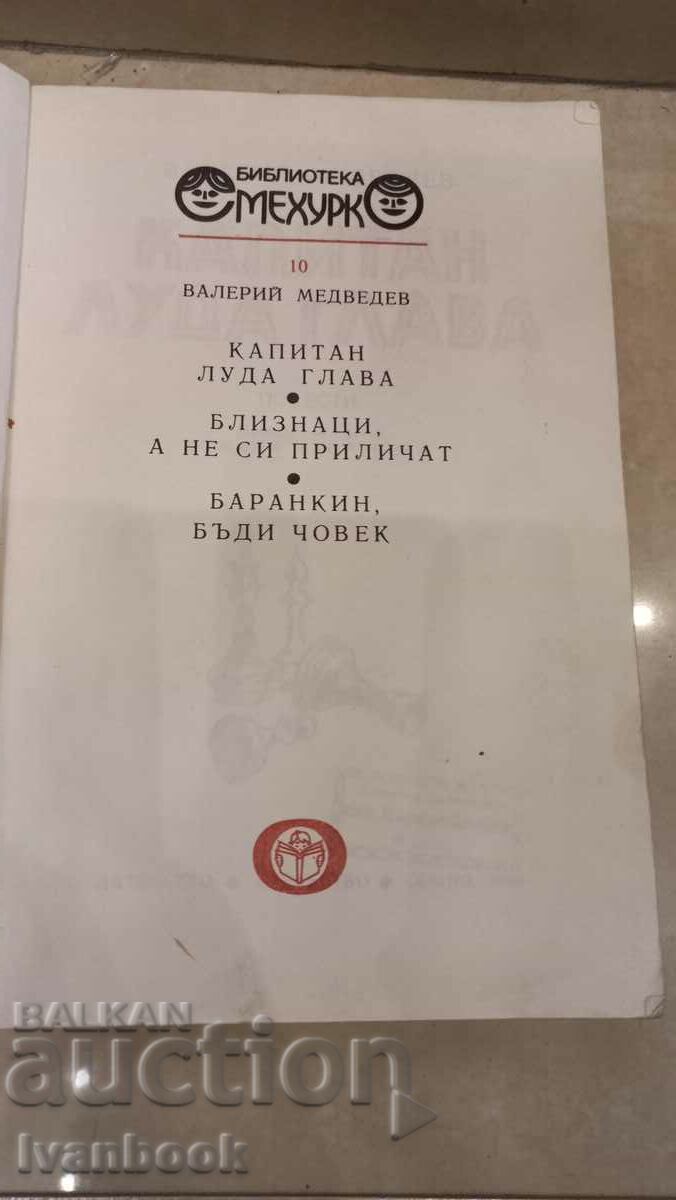 БИБЛИОТЕКА
СМЕХУРКО
10
ВАЛЕРИЙ МЕДВЕДЕВ
КАПИТАН
ЛУДА ГЛАВА
БЛИЗНАЦИ,
А НЕ СИ ПРИЛИЧАТ
БАРАНКИН,
БЪДИ ЧОВЕК
BALKAN
auction
Ivanbook